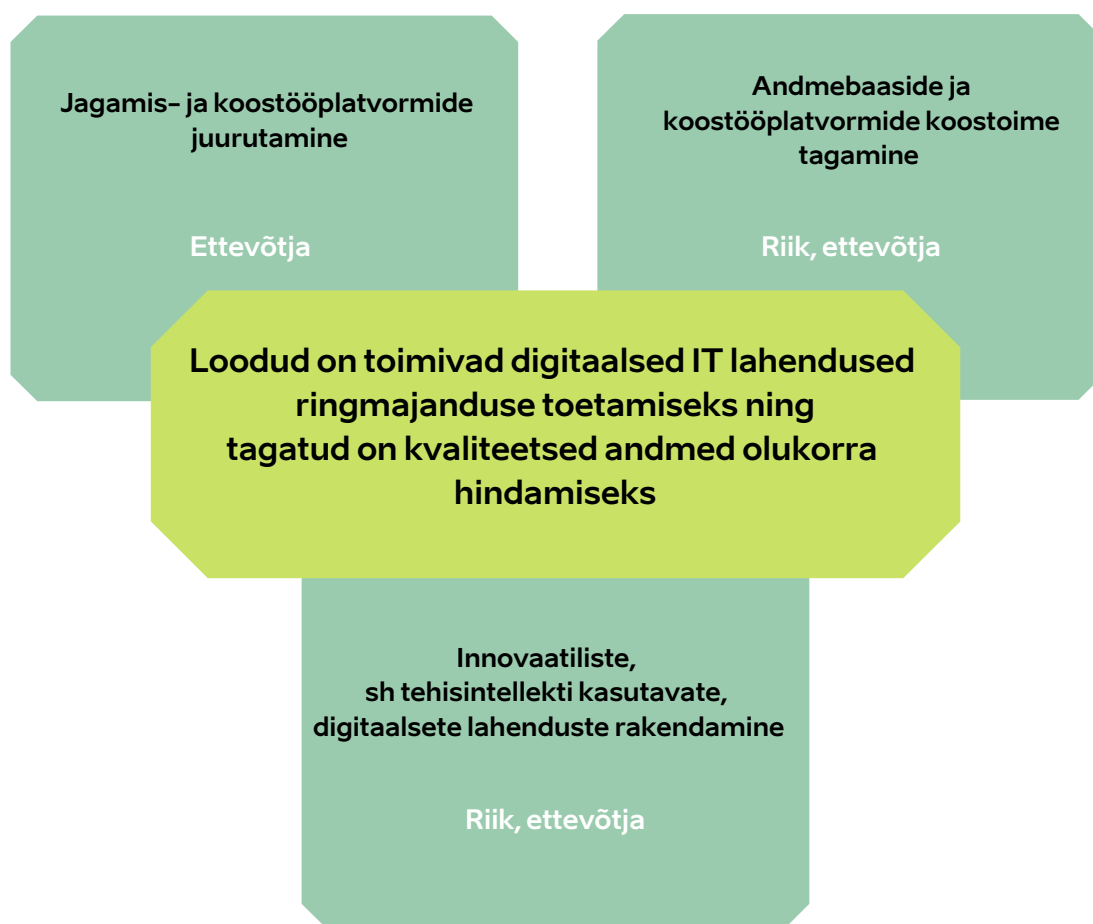 Jagamis- ja koostööplatvormide
juurutamine
Ettevõtja
Andmebaaside ja
koostööplatvormide koostoime
tagamine
Riik, ettevõtja
Loodud on toimivad digitaalsed IT lahendused
ringmajanduse toetamiseks ning
tagatud on kvaliteetsed andmed olukorra
hindamiseks
Innovaatiliste,
sh tehisintellekti kasutavate,
digitaalsete lahenduste rakendamine
Riik, ettevõtja